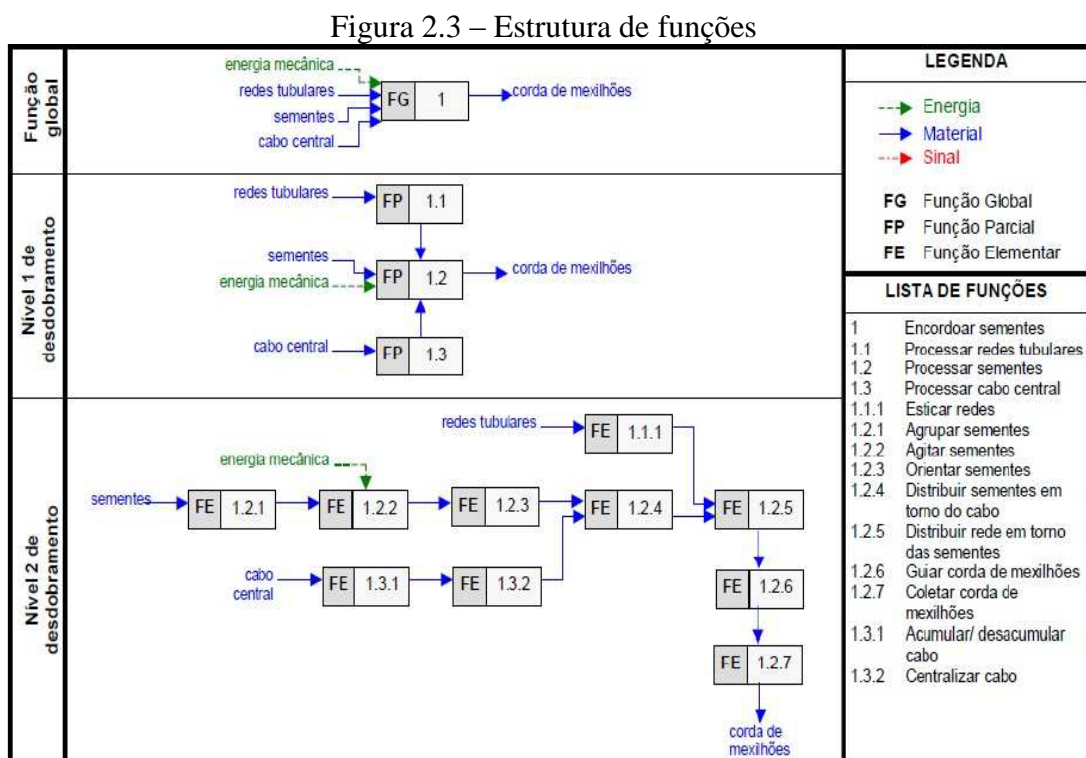 Figura 2.3 – Estrutura de funções
Função
global
energia mecânica
redes tubulares
sementes
cabo central
FG 1
corda de mexilhões
Nível 1 de
desdobramento
redes tubulares
FP 1.1
sementes
energia mecânica
FP 1.2
corda de mexilhões
cabo central
FP 1.3
Nível 2 de
desdobramento
redes tubulares
FE 1.1.1
energia mecânica
sementes
FE 1.2.1
FE 1.2.2
FE 1.2.3
FE 1.2.4
FE 1.2.5
cabo
central
FE 1.3.1
FE 1.3.2
FE 1.2.6
FE 1.2.7
corda de
mexilhões
LEGENDA
Energia
Material
Sinal
FG Função Global
FP Função Parcial
FE Função Elementar
LISTA DE FUNÇÕES
1 Encordoar sementes
1.1 Processar redes tubulares
1.2 Processar sementes
1.3 Processar cabo central
1.1.1 Esticar redes
1.2.1 Agrupar sementes
1.2.2 Agitar sementes
1.2.3 Orientar sementes
1.2.4 Distribuir sementes em
torno do cabo
1.2.5 Distribuir rede em torno
das sementes
1.2.6 Guiar corda de mexilhões
1.2.7 Coletar corda de
mexilhões
1.3.1 Acumular/ desacumular
cabo
1.3.2 Centralizar cabo